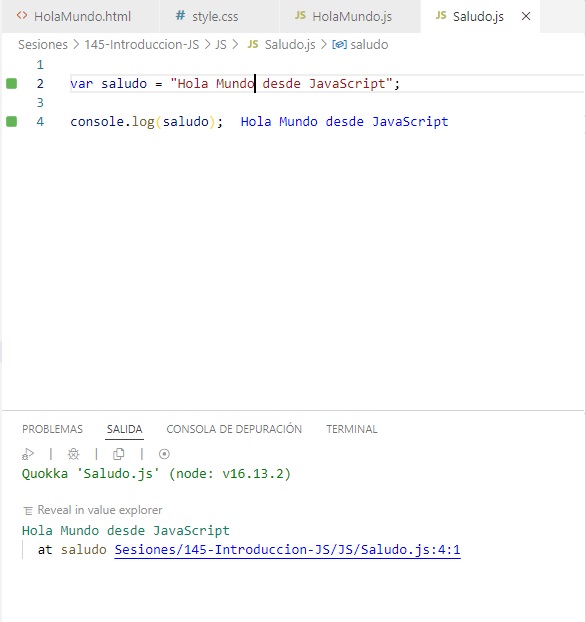 <> HolaMundo.html # style.css JS HolaMundo.js JS Saludo.js ×
Sesiones > 145-Introduccion-JS > JS > JS Saludo.js > saludo
1
2 var saludo = "Hola Mundo desde JavaScript";
3
4 console.log(saludo); Hola Mundo desde JavaScript
PROBLEMAS SALIDA CONSOLA DE DEPURACIÓN TERMINAL
Quokka 'Saludo.js' (node: v16.13.2)
Reveal in value explorer
Hola Mundo desde JavaScript
at saludo Sesiones/145-Introduccion-JS/JS/Saludo.js:4:1